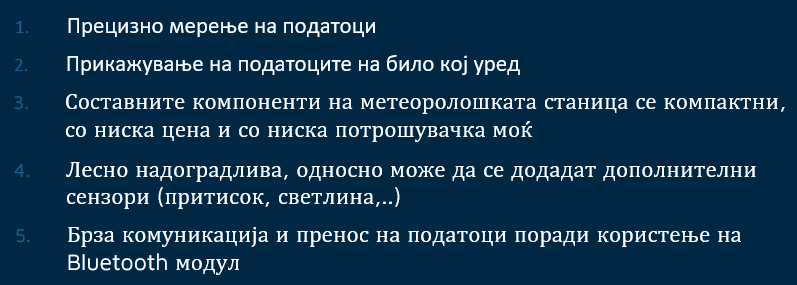 1. Прецизно мерење на податоци
2. Прикажување на податоците на било кој уред
3. Составните компоненти на метеоролошката станица се компактни,
со ниска цена и со ниска потрошувачка моќ
4. Лесно надоградлива, односно може да се додадат дополнителни
сензори (притисок, светлина,..)
5. Брза комуникација и пренос на податоци поради користење на
Bluetooth модул